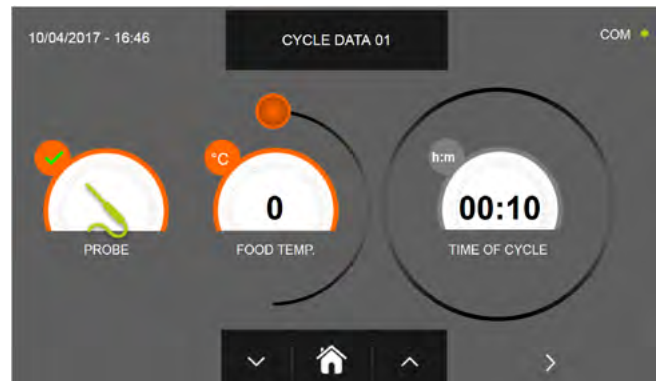 10/04/2017 - 16:46
CYCLE DATA 01
COM
°C
h:m
0
00:10
PROBE
FOOD TEMP.
TIME OF CYCLE